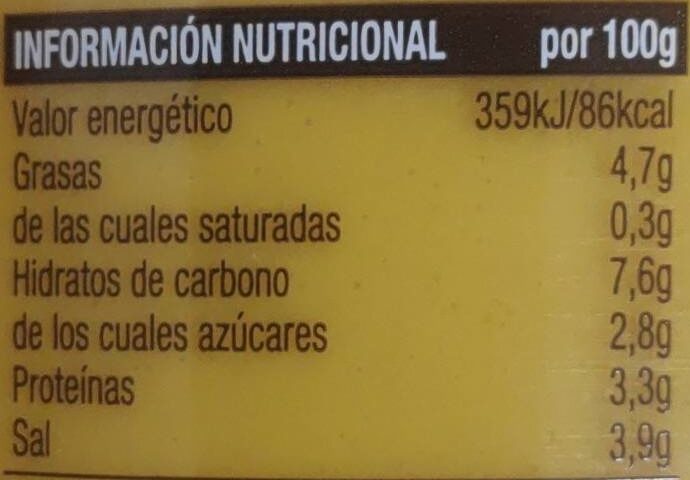 INFORMACIÓN NUTRICIONAL por 100g
Valor energético 359kJ/86kcal
Grasas 4,7g
de las cuales saturadas 0,3g
Hidratos de carbono 7,6g
de los cuales azúcares 2,8g
Proteínas 3,3g
Sal 3,9g